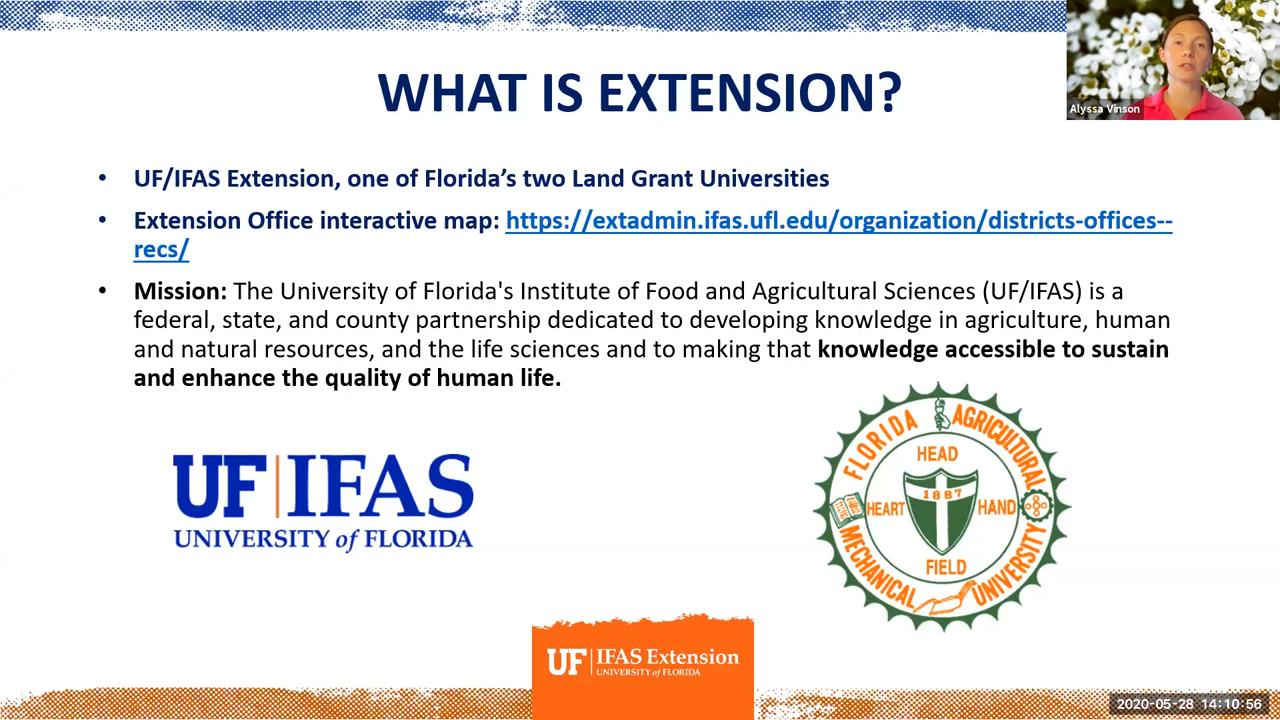 WHAT IS EXTENSION?
Alyssa Vinson
• UF/IFAS Extension, one of Florida's two Land Grant Universities
• Extension Office interactive map: https://extadmin.ifas.ufl.edu/organization/districts-offices--
recs/
• Mission: The University of Florida's Institute of Food and Agricultural Sciences (UF/IFAS) is a
federal, state, and county partnership dedicated to developing knowledge in agriculture, human
and natural resources, and the life sciences and to making that knowledge accessible to sustain
and enhance the quality of human life.
UF|IFAS
UNIVERSITY of FLORIDA
FLORIDA AGRICULTURAL
MECHANICAL UNIVERSITY
HEAD
1887
HEART HAND
FIELD
UF|IFAS Extension
UNIVERSITY of FLORIDA
2020-05-28 14:10:56